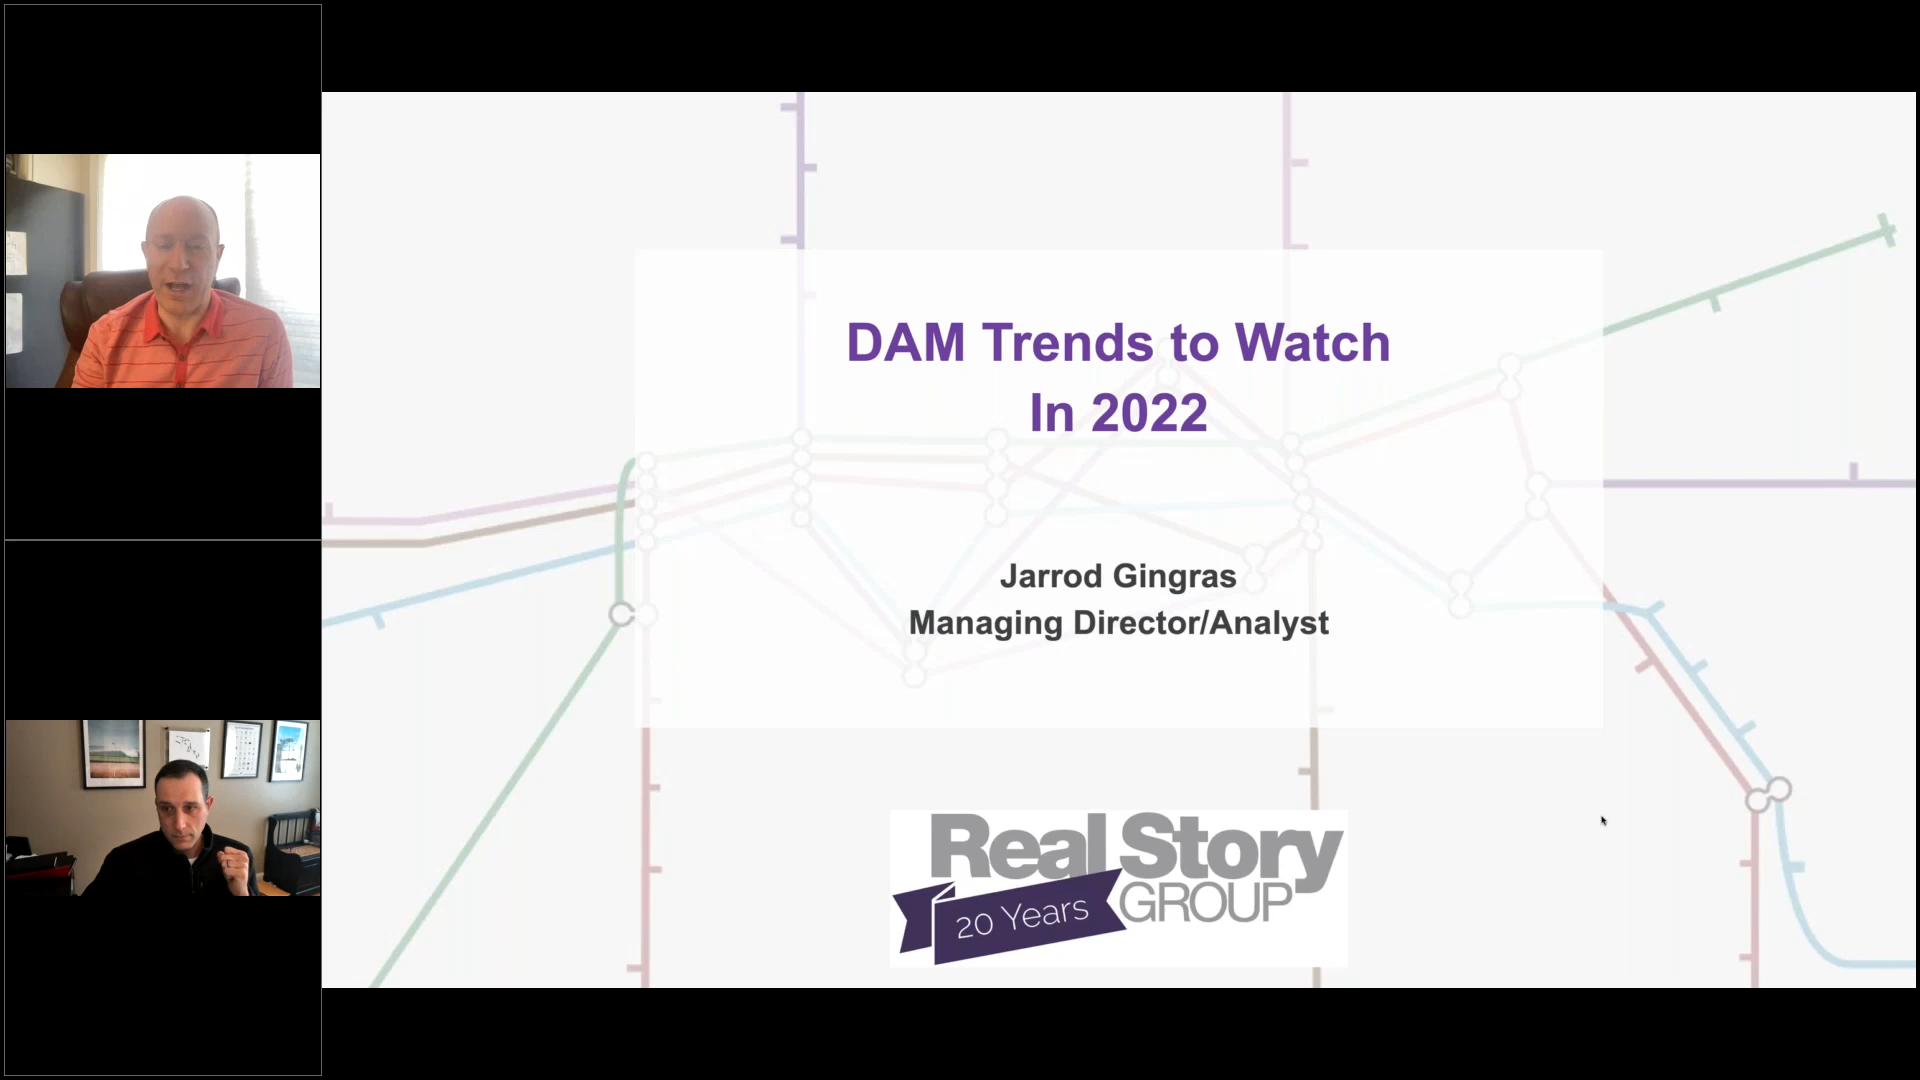 DAM Trends to Watch
In 2022
Jarrod Gingras
Managing Director/Analyst
Real Story
GROUP
20 Years